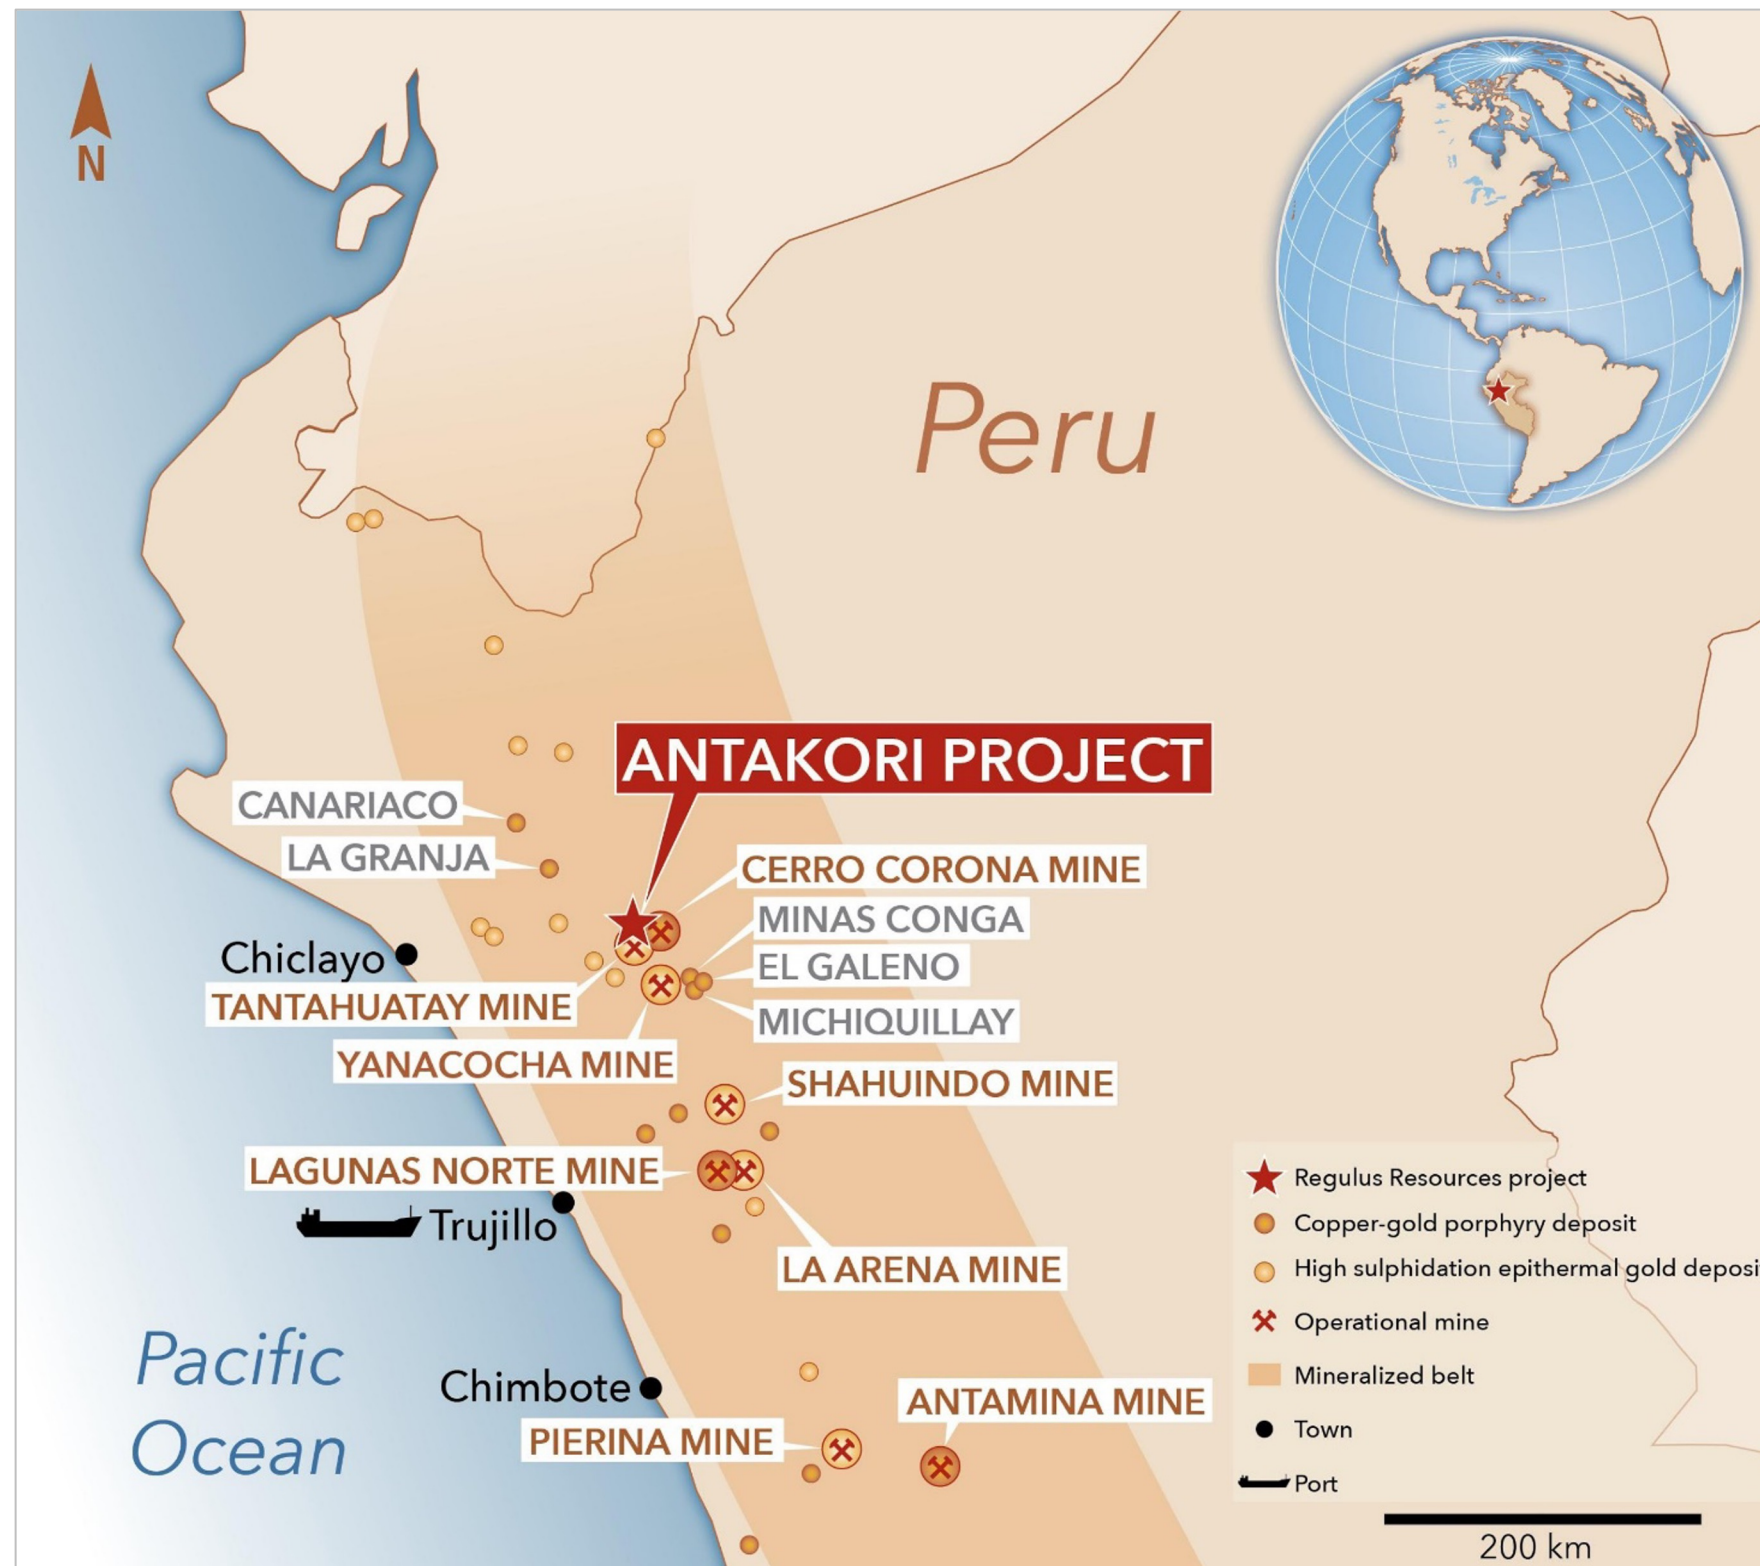 N
Peru
ANTAKORI PROJECT
CANARIACO
LA GRANJA
CERRO CORONA MINE
MINAS CONGA
EL GALENO
MICHIQUILLAY
Chiclayo
TANTAHUATAY MINE
YANACOCHA MINE
SHAHUINDO MINE
LAGUNAS NORTE MINE
Trujillo
LA ARENA MINE
Pacific
Ocean
Chimbote
PIERINA MINE
ANTAMINA MINE
Regulus Resources project
Copper-gold porphyry deposit
High sulphidation epithermal gold deposi
Operational mine
Mineralized belt
Town
Port
200 km